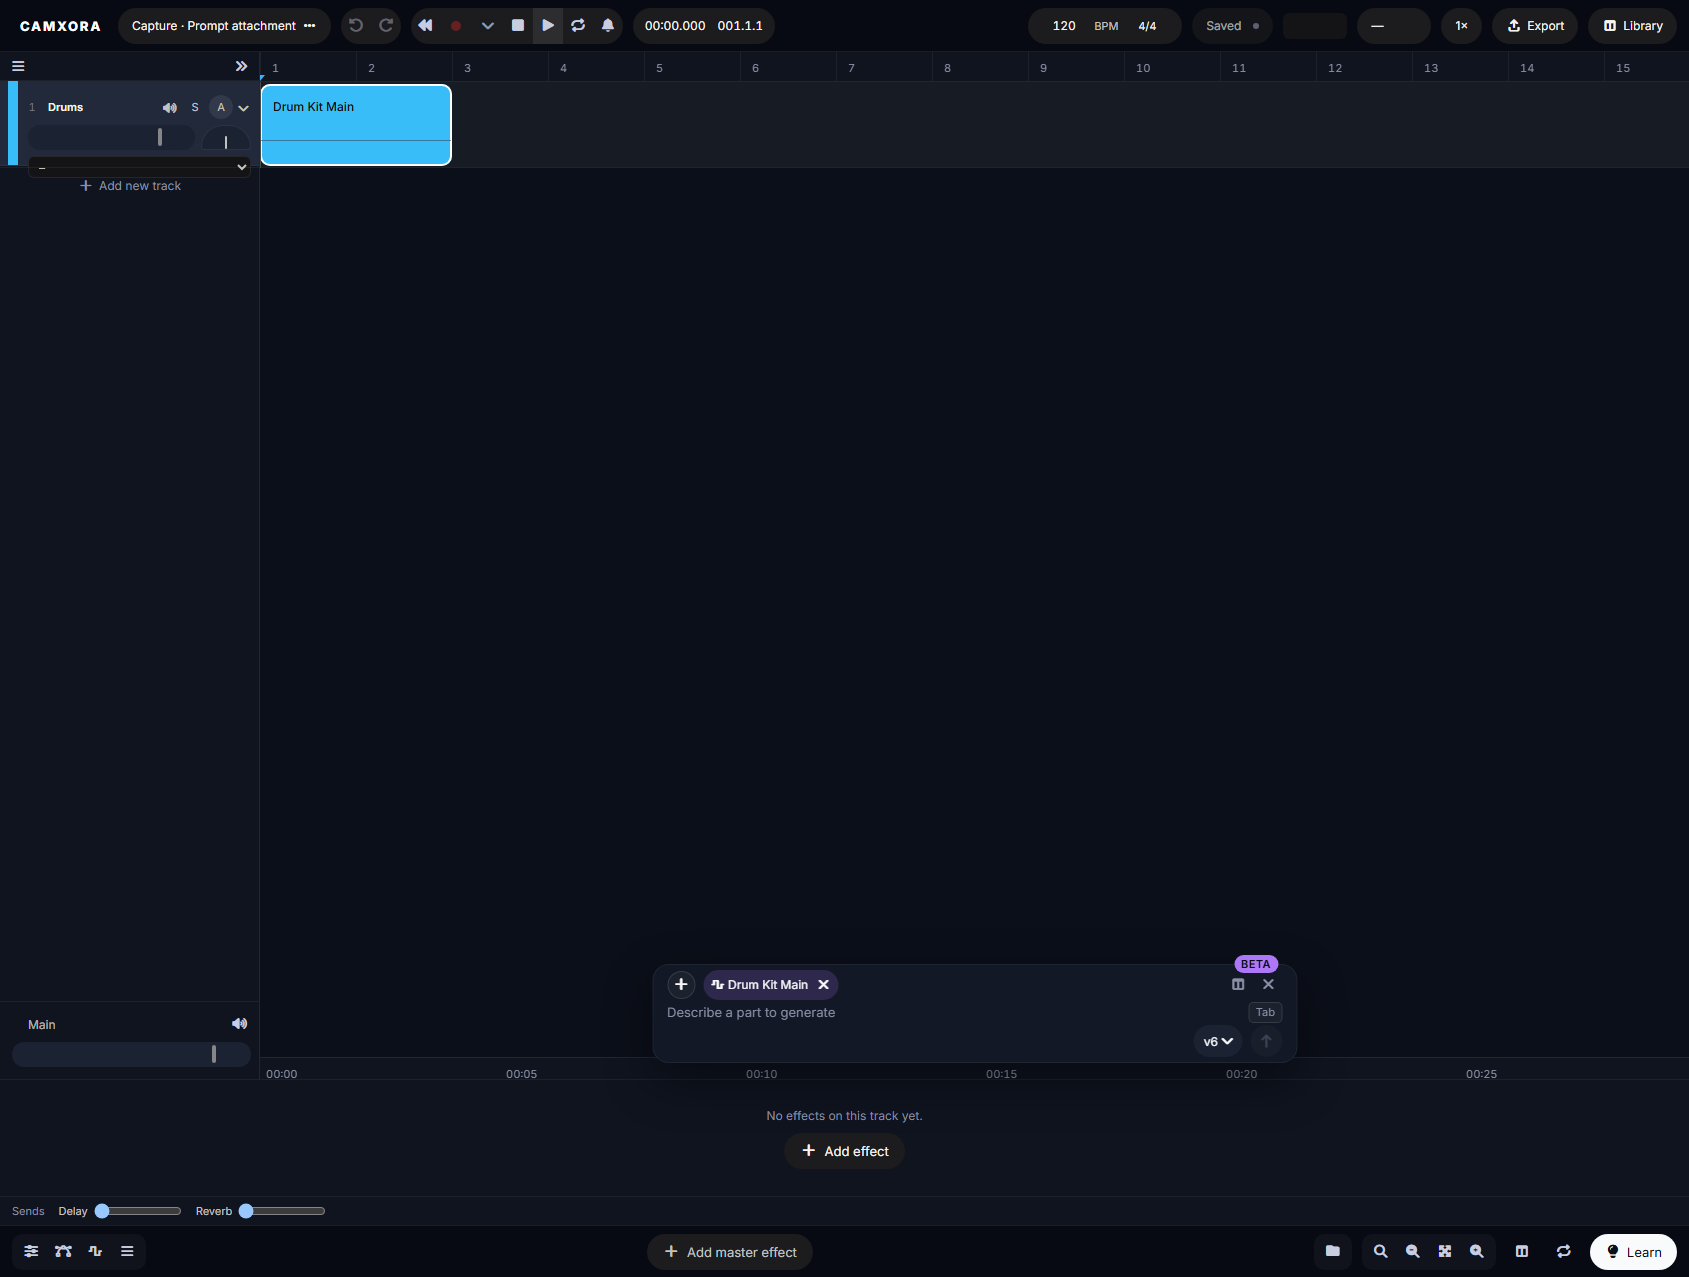 CAMXORA
Capture · Prompt attachment
00:00.000 001.1.1
120 BPM 4/4
Saved
1×
Export
Library
1 2 3 4 5 6 7 8 9 10 11 12 13 14 15
1 Drums S A
Drum Kit Main
–
Add new track
BETA
Drum Kit Main
Describe a part to generate
Tab
v6
Main
00:00 00:05 00:10 00:15 00:20 00:25
No effects on this track yet.
Add effect
Sends Delay Reverb
Add master effect
Learn